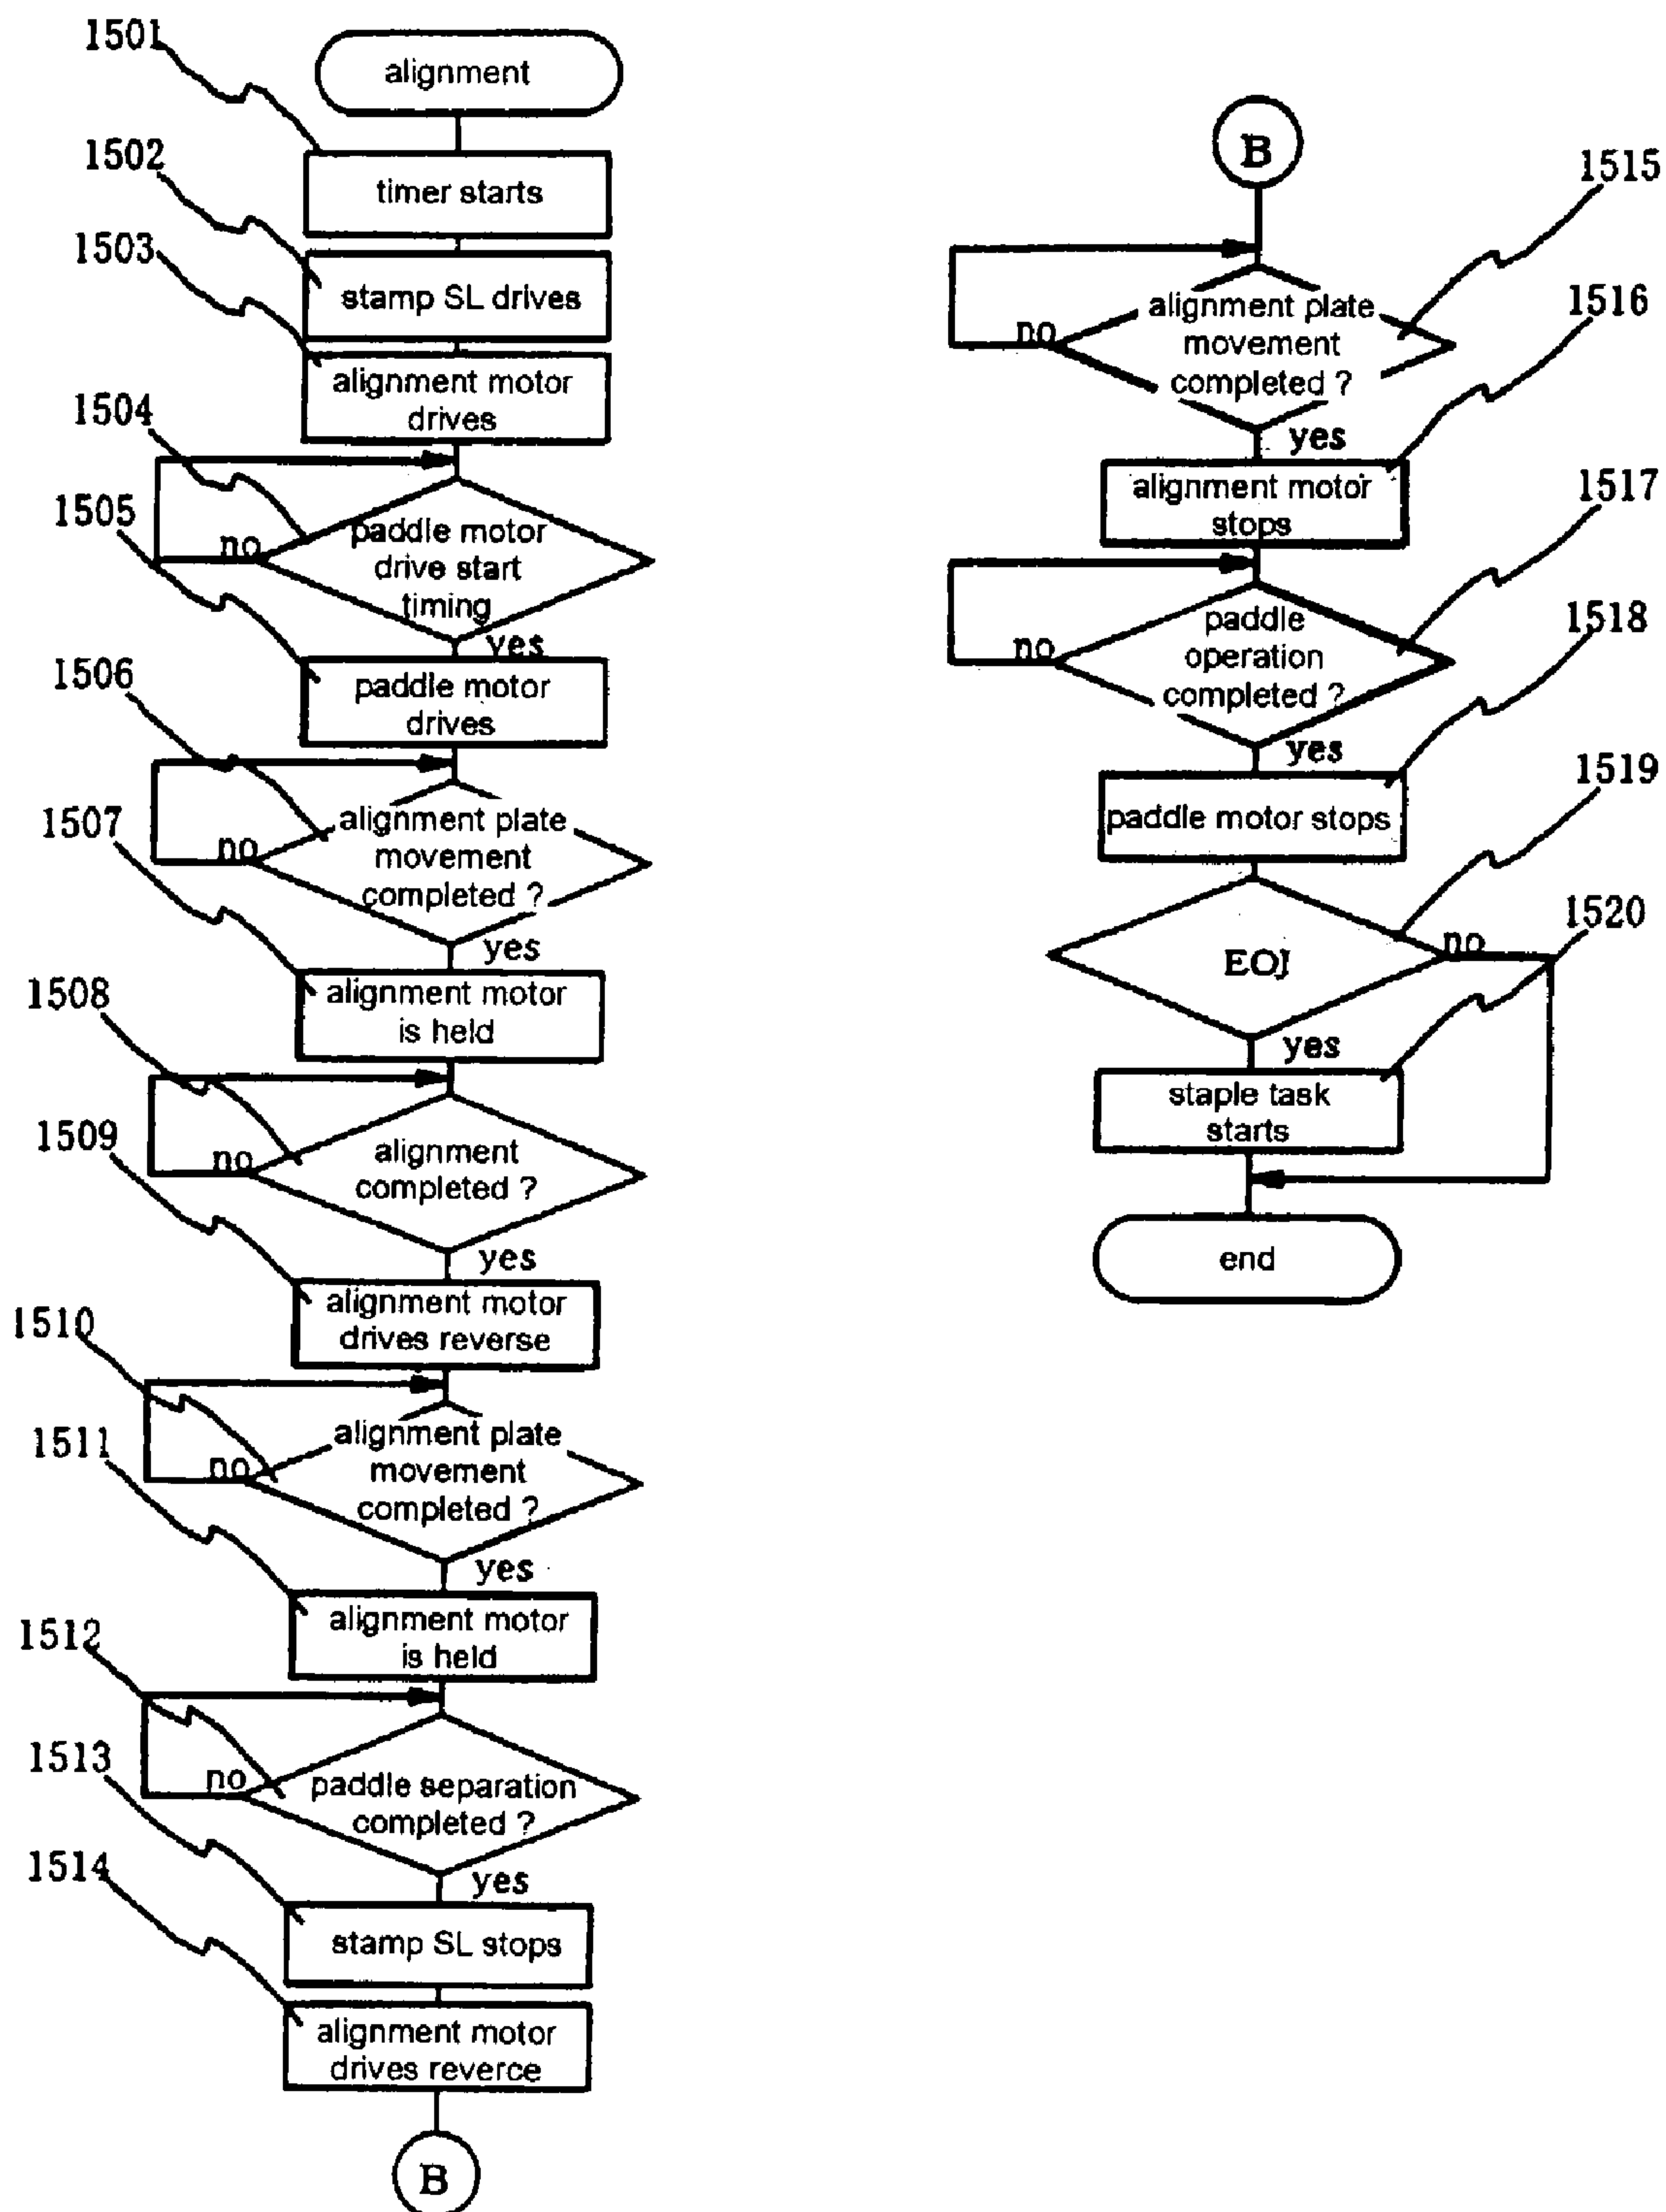 1501
alignment
timer starts
1502
stamp SL drives
1503
alignment motor
drives
1504
paddle motor
drive start
timing
no
yes
1505
paddle motor
drives
1506
alignment plate
movement
completed ?
no
yes
1507
alignment motor
is held
1508
alignment
completed ?
no
yes
1509
alignment motor
drives reverse
1510
alignment plate
movement
completed ?
no
yes
1511
alignment motor
is held
1512
paddle separation
completed ?
no
yes
1513
stamp SL stops
1514
alignment motor
drives reverce
B
B
1515
alignment plate
movement
completed ?
no
yes
1516
alignment motor
stops
1517
paddle
operation
completed ?
no
yes
1518
paddle motor stops
1519
EOJ
no
yes
1520
staple task
starts
end